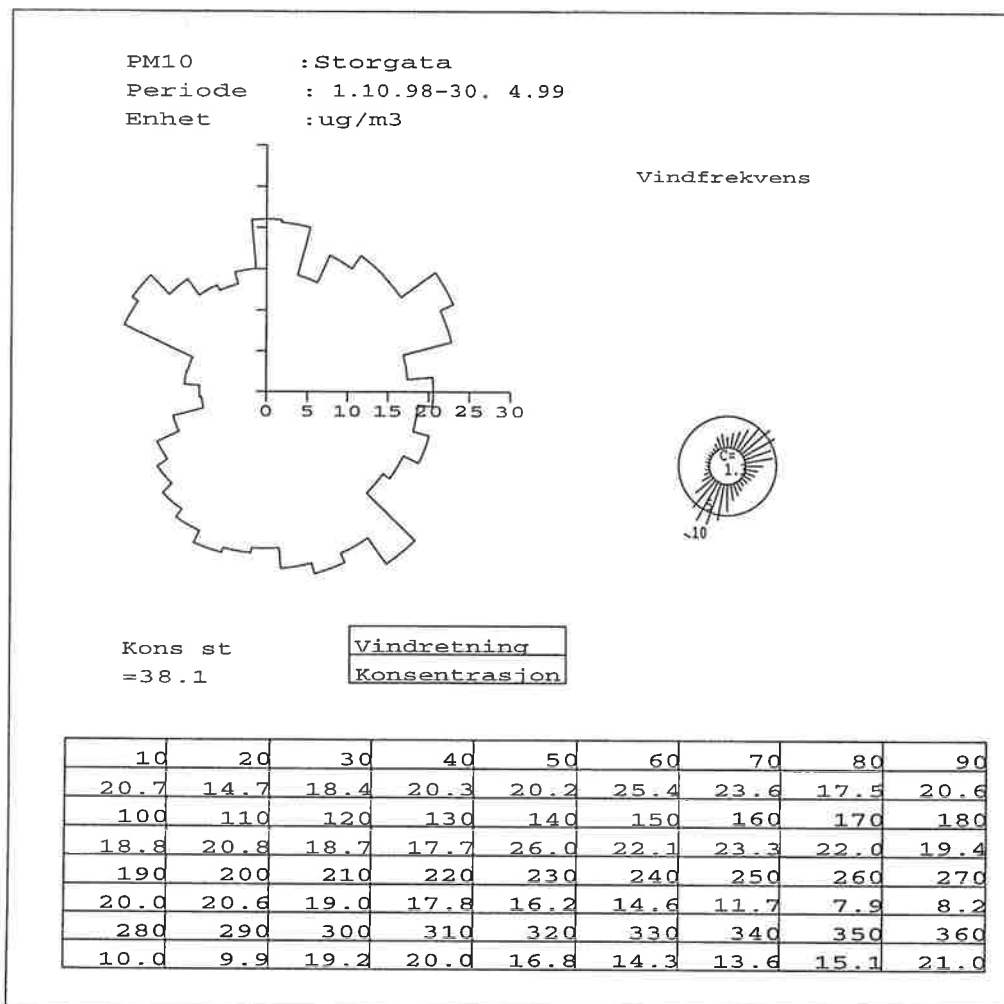 PM10 :Storgata
Periode : 1.10.98-30. 4.99
Enhet :ug/m3
Vindfrekvens
0 5 10 15 20 25 30
C=
1.
5
10
Kons st
=38.1
Vindretning
Konsentrasjon
10 20 30 40 50 60 70 80 90
20.7 14.7 18.4 20.3 20.2 25.4 23.6 17.5 20.6
100 110 120 130 140 150 160 170 180
18.8 20.8 18.7 17.7 26.0 22.1 23.3 22.0 19.4
190 200 210 220 230 240 250 260 270
20.0 20.6 19.0 17.8 16.2 14.6 11.7 7.9 8.2
280 290 300 310 320 330 340 350 360
10.0 9.9 19.2 20.0 16.8 14.3 13.6 15.1 21.0